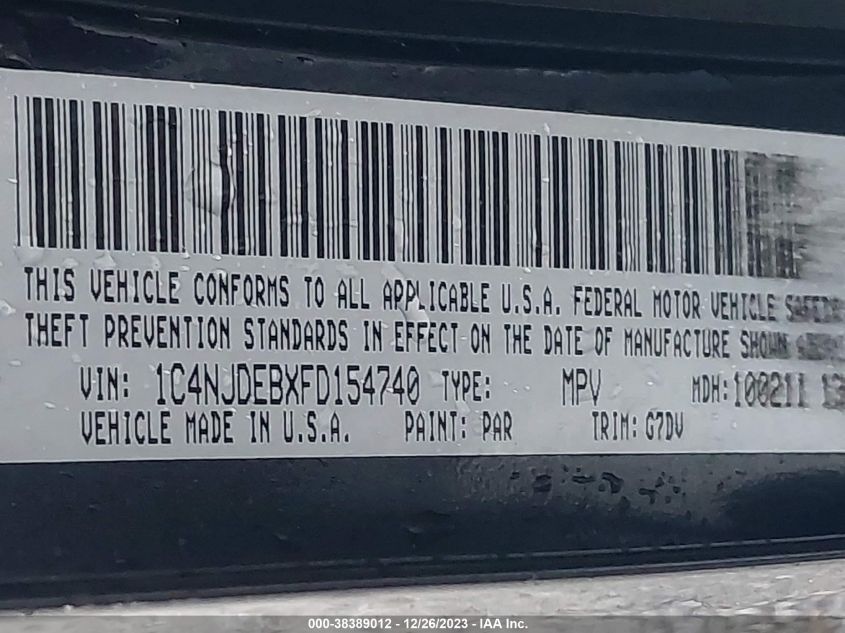 THIS VEHICLE CONFORMS TO ALL APPLICABLE U.S.A. FEDERAL MOTOR VEHICLE
THEFT PREVENTION STANDARDS IN EFFECT ON THE DATE OF MANUFACTURE SHOWN
VIN: 1C4NJDEBXFD154740 TYPE: MPV MDH: 100211 13
VEHICLE MADE IN U.S.A. PAINT: PAR TRIM: G7DV
000-38389012 - 12/26/2023 - IAA Inc.